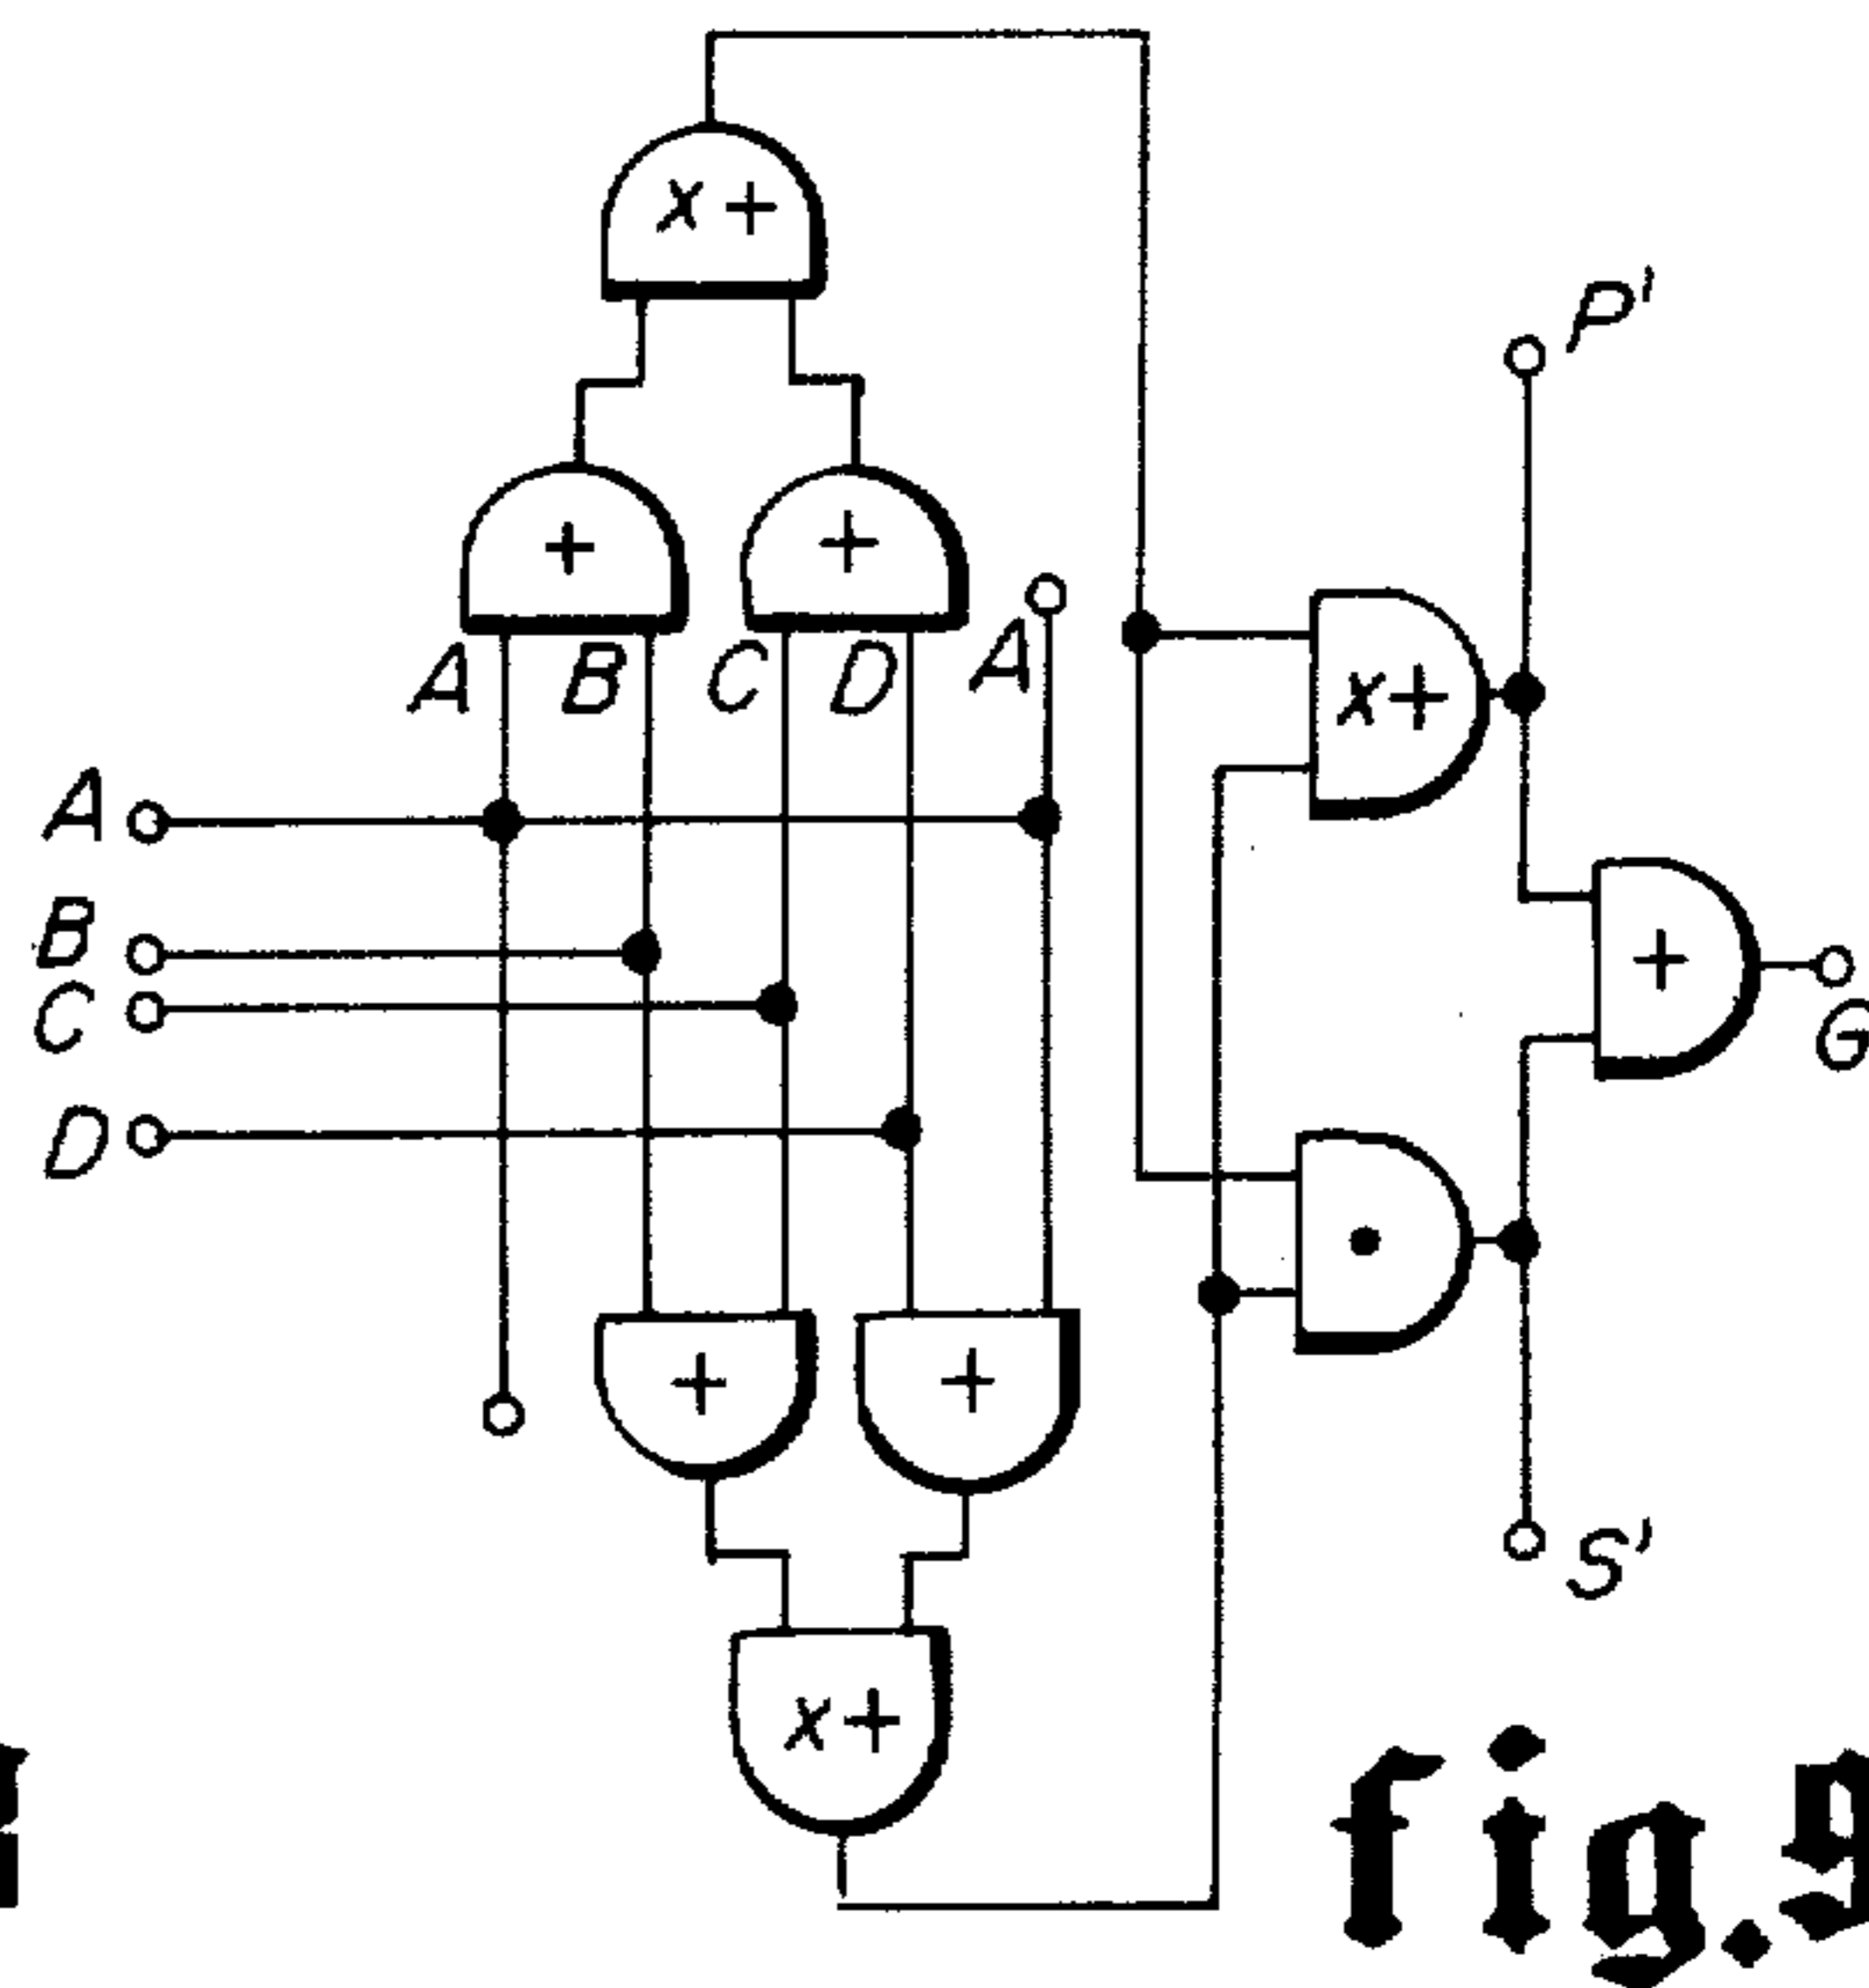 x+
P'
+ +
A B C D A
x+
A
B
C
D
+
G
•
+ +
S'
x+
fig.9